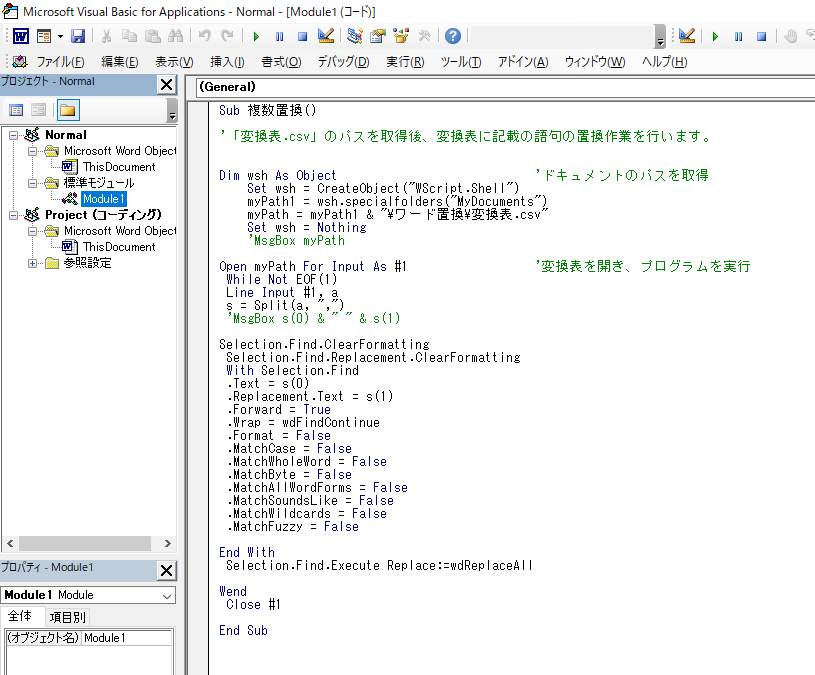 Microsoft Visual Basic for Applications - Normal - [Module1 (コード)]
ファイル(F) 編集(E) 表示(V) 挿入(I) 書式(O) デバッグ(D) 実行(R) ツール(T) アドイン(A) ウィンドウ(W) ヘルプ(H)
プロジェクト - Normal
Normal
Microsoft Word Object
ThisDocument
標準モジュール
Module1
Project (コーディング)
Microsoft Word Object
ThisDocument
参照設定
プロパティ - Module1
Module1 Module
全体 項目別
(オブジェクト名) Module1
(General)
Sub 複数置換()
'「変換表.csv」のパスを取得後、変換表に記載の語句の置換作業を行います。
Dim wsh As Object 'ドキュメントのパスを取得
Set wsh = CreateObject("WScript.Shell")
myPath1 = wsh.specialfolders("MyDocuments")
myPath = myPath1 & "¥ワード置換¥変換表.csv"
Set wsh = Nothing
'MsgBox myPath
Open myPath For Input As #1 '変換表を開き、プログラムを実行
While Not EOF(1)
Line Input #1, a
s = Split(a, ",")
'MsgBox s(0) & " " & s(1)
Selection.Find.ClearFormatting
Selection.Find.Replacement.ClearFormatting
With Selection.Find
.Text = s(0)
.Replacement.Text = s(1)
.Forward = True
.Wrap = wdFindContinue
.Format = False
.MatchCase = False
.MatchWholeWord = False
.MatchByte = False
.MatchAllWordForms = False
.MatchSoundsLike = False
.MatchWildcards = False
.MatchFuzzy = False
End With
Selection.Find.Execute Replace:=wdReplaceAll
Wend
Close #1
End Sub